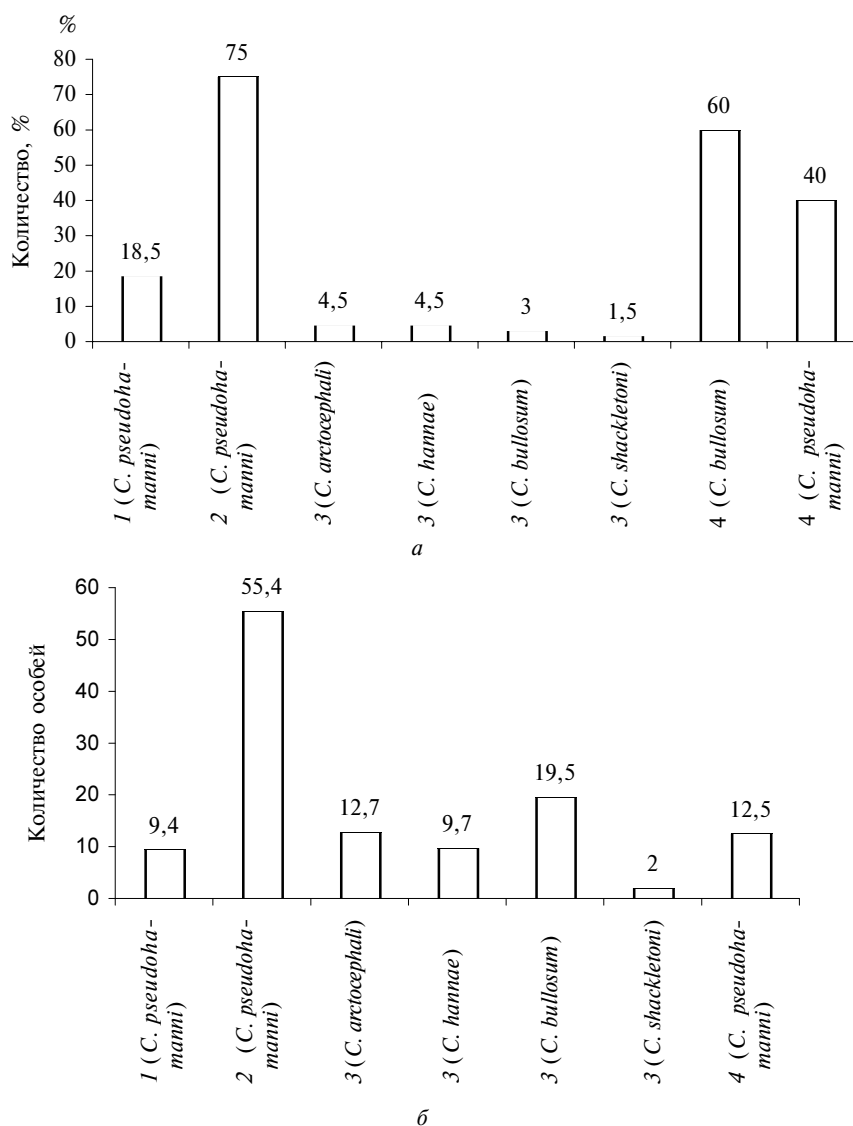 %
Количество, %
80
70
60
50
40
30
20
10
0
18,5
75
4,5
4,5
3
1,5
60
40
1 (C. pseudoha-
manni)
2 (C. pseudoha-
manni)
3 (C. arctocephali)
3 (C. hannae)
3 (C. bullosum)
3 (C. shackletoni)
4 (C. bullosum)
4 (C. pseudoha-
manni)
а
Количество особей
60
50
40
30
20
10
0
9,4
55,4
12,7
9,7
19,5
2
12,5
1 (C. pseudoha-
manni)
2 (C. pseudoha-
manni)
3 (C. arctocephali)
3 (C. hannae)
3 (C. bullosum)
3 (C. shackletoni)
4 (C. pseudoha-
manni)
б